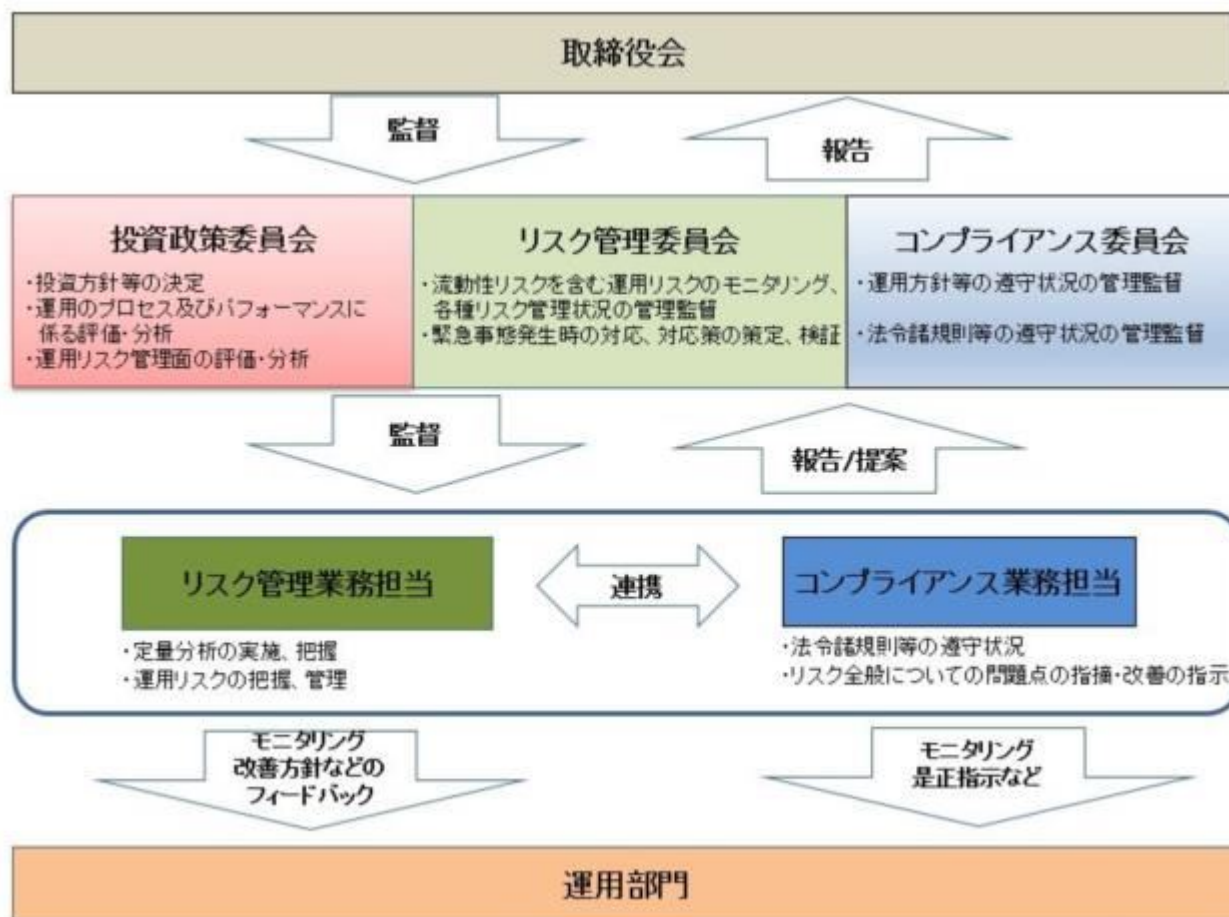 取締役会
監督
報告
投資政策委員会
・投資方針等の決定
・運用のプロセス及びパフォーマンスに
係る評価・分析
・運用リスク管理面の評価・分析
リスク管理委員会
・流動性リスクを含む運用リスクのモニタリング、
各種リスク管理状況の管理監督
・緊急事態発生時の対応、対応策の策定、検証
コンプライアンス委員会
・運用方針等の遵守状況の管理監督
・法令諸規則等の遵守状況の管理監督
監督
報告/提案
リスク管理業務担当
連携
コンプライアンス業務担当
・定量分析の実施、把握
・運用リスクの把握、管理
・法令諸規則等の遵守状況
・リスク全般についての問題点の指摘・改善の指示
モニタリング
改善方針などの
フィードバック
モニタリング
是正指示など
運用部門